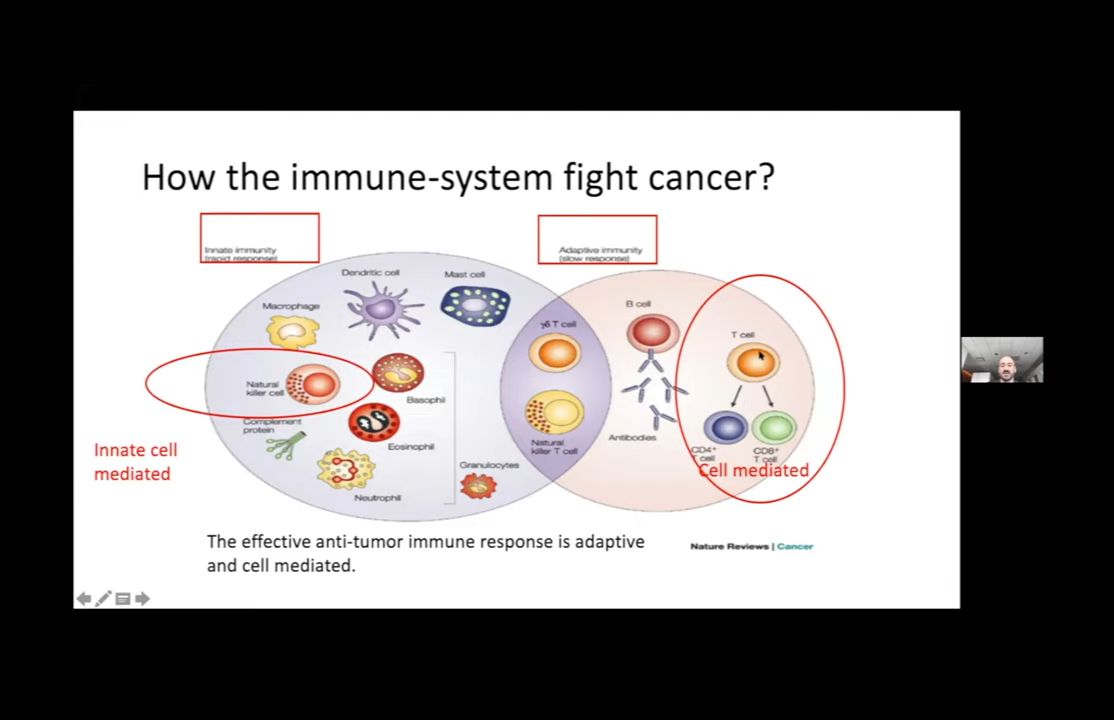 How the immune-system fight cancer?
Innate immunity
(rapid response)
Adaptive immunity
(slow response)
Dendritic cell
Mast cell
Macrophage
γδ T cell
B cell
T cell
Natural
killer cell
Basophil
Complement
protein
Eosinophil
Antibodies
Natural
killer T cell
CD4+
T cell
CD8+
T cell
Cell mediated
Innate cell
mediated
Granulocytes
Neutrophil
The effective anti-tumor immune response is adaptive
and cell mediated.
Nature Reviews | Cancer